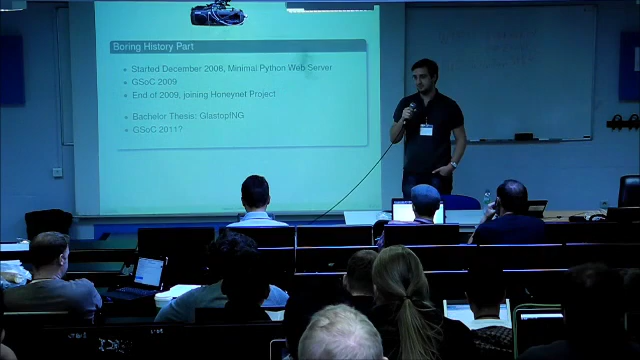 Boring History Part
Started December 2008, Minimal Python Web Server
GSoC 2009
End of 2009, joining Honeynet Project
Bachelor Thesis: GlastopfNG
GSoC 2011?